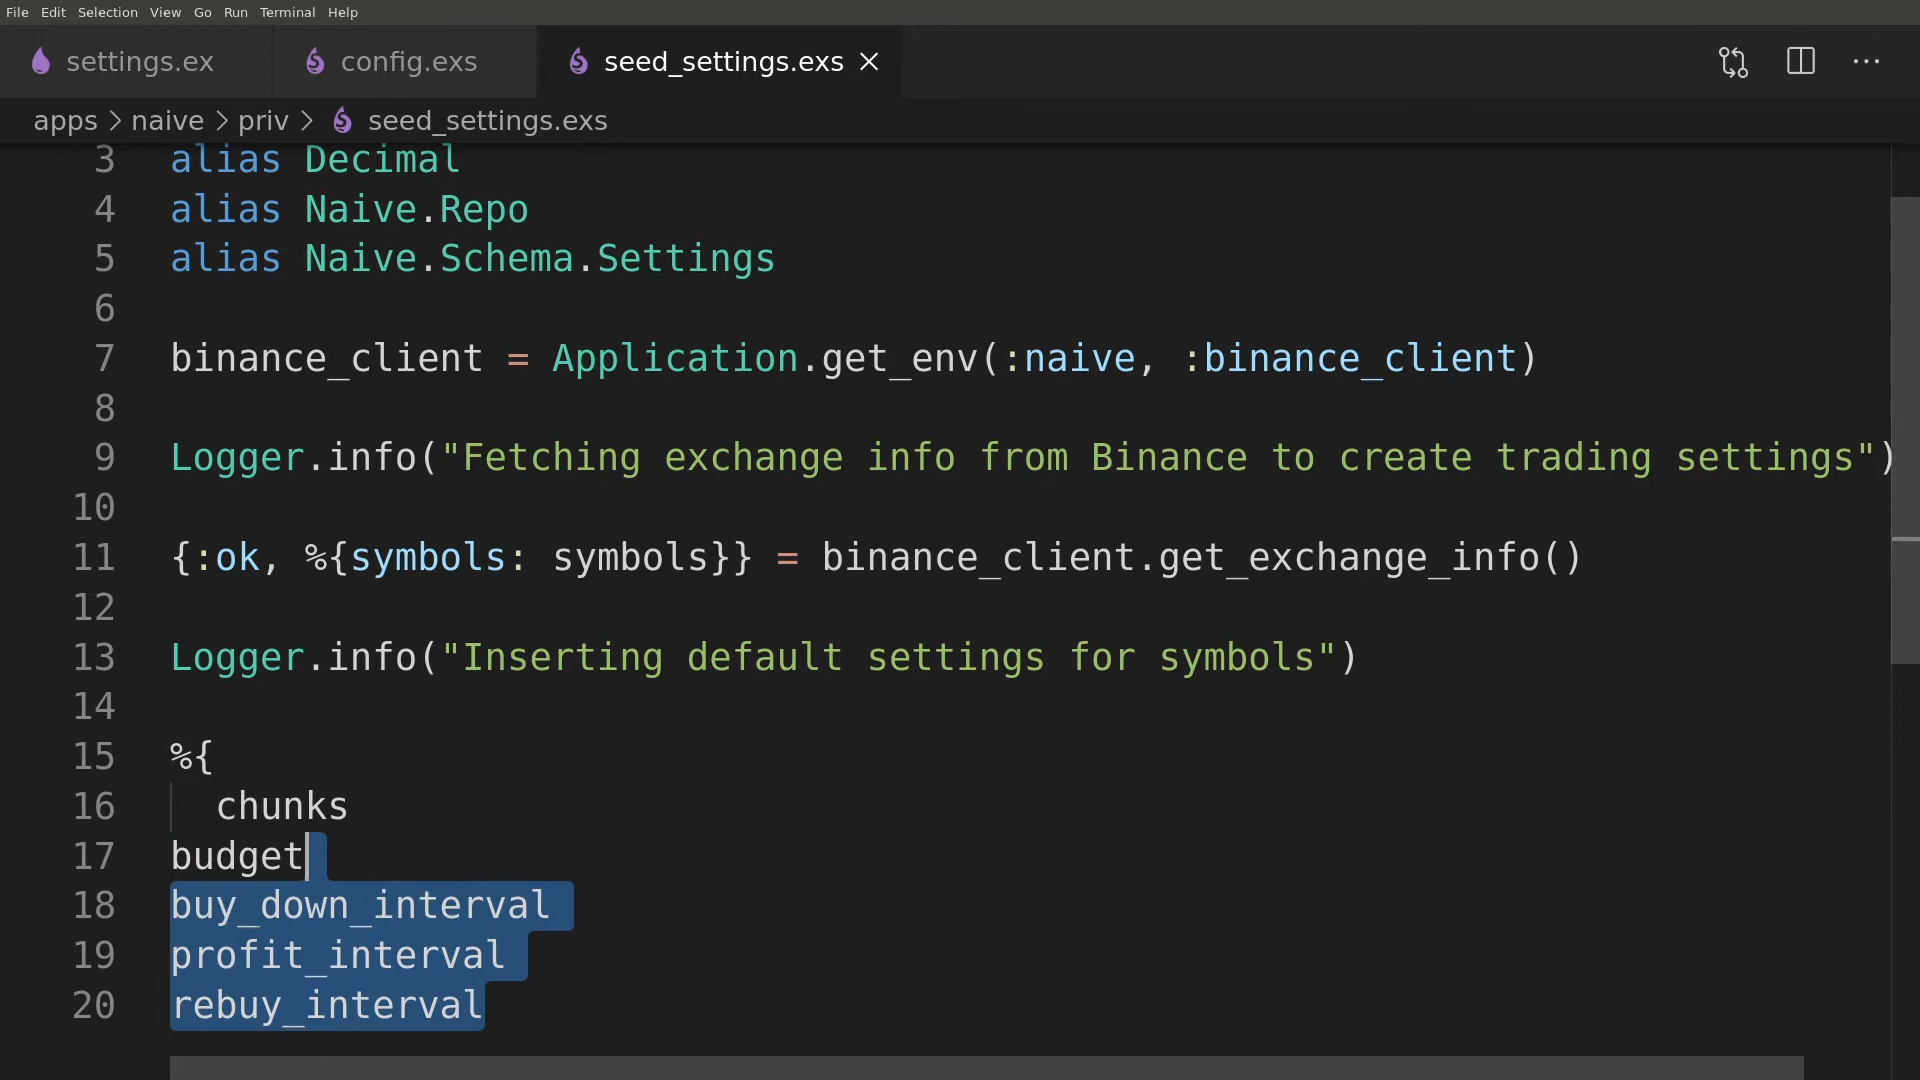 File Edit Selection View Go Run Terminal Help
settings.ex config.exs seed_settings.exs
apps > naive > priv > seed_settings.exs
3 alias Decimal
4 alias Naive.Repo
5 alias Naive.Schema.Settings
6
7 binance_client = Application.get_env(:naive, :binance_client)
8
9 Logger.info("Fetching exchange info from Binance to create trading settings")
10
11 {:ok, %{symbols: symbols}} = binance_client.get_exchange_info()
12
13 Logger.info("Inserting default settings for symbols")
14
15 %{
16 chunks
17 budget
18 buy_down_interval
19 profit_interval
20 rebuy_interval